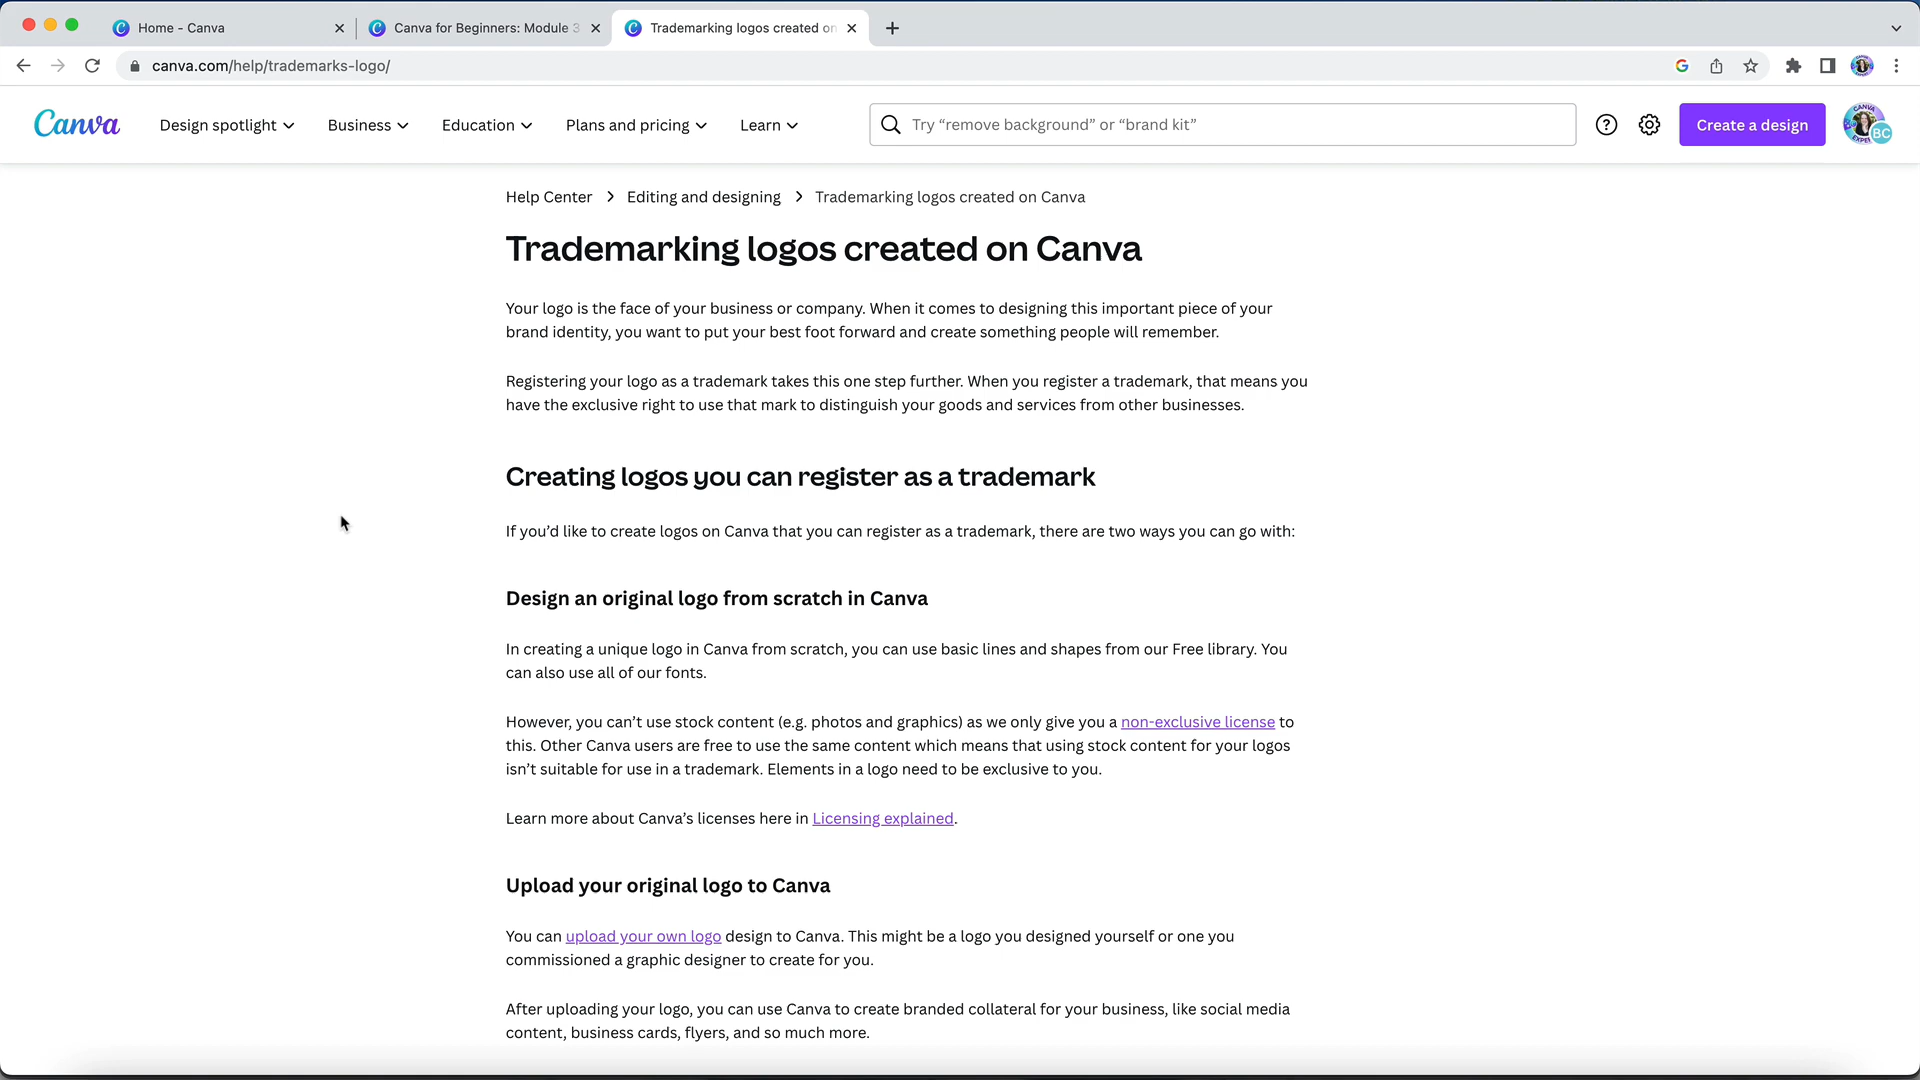 Home - Canva
Canva for Beginners: Module 3
Trademarking logos created on
canva.com/help/trademarks-logo/
Canva
Design spotlight
Business
Education
Plans and pricing
Learn
Try “remove background” or “brand kit”
Create a design
BC
Help Center > Editing and designing > Trademarking logos created on Canva
Trademarking logos created on Canva
Your logo is the face of your business or company. When it comes to designing this important piece of your
brand identity, you want to put your best foot forward and create something people will remember.
Registering your logo as a trademark takes this one step further. When you register a trademark, that means you
have the exclusive right to use that mark to distinguish your goods and services from other businesses.
Creating logos you can register as a trademark
If you’d like to create logos on Canva that you can register as a trademark, there are two ways you can go with:
Design an original logo from scratch in Canva
In creating a unique logo in Canva from scratch, you can use basic lines and shapes from our Free library. You
can also use all of our fonts.
However, you can’t use stock content (e.g. photos and graphics) as we only give you a non-exclusive license to
this. Other Canva users are free to use the same content which means that using stock content for your logos
isn’t suitable for use in a trademark. Elements in a logo need to be exclusive to you.
Learn more about Canva’s licenses here in Licensing explained.
Upload your original logo to Canva
You can upload your own logo design to Canva. This might be a logo you designed yourself or one you
commissioned a graphic designer to create for you.
After uploading your logo, you can use Canva to create branded collateral for your business, like social media
content, business cards, flyers, and so much more.